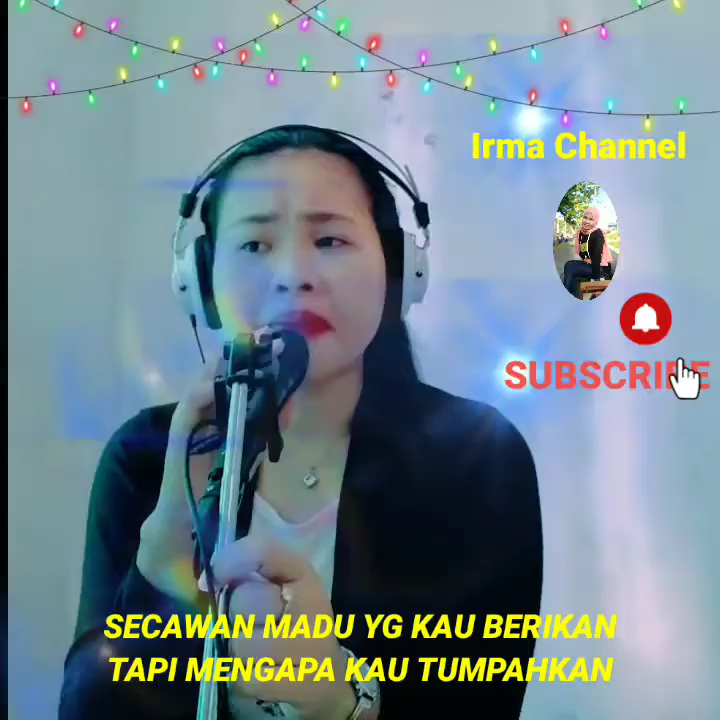 Irma Channel
SUBSCRIBE
SECAWAN MADU YG KAU BERIKAN
TAPI MENGAPA KAU TUMPAHKAN